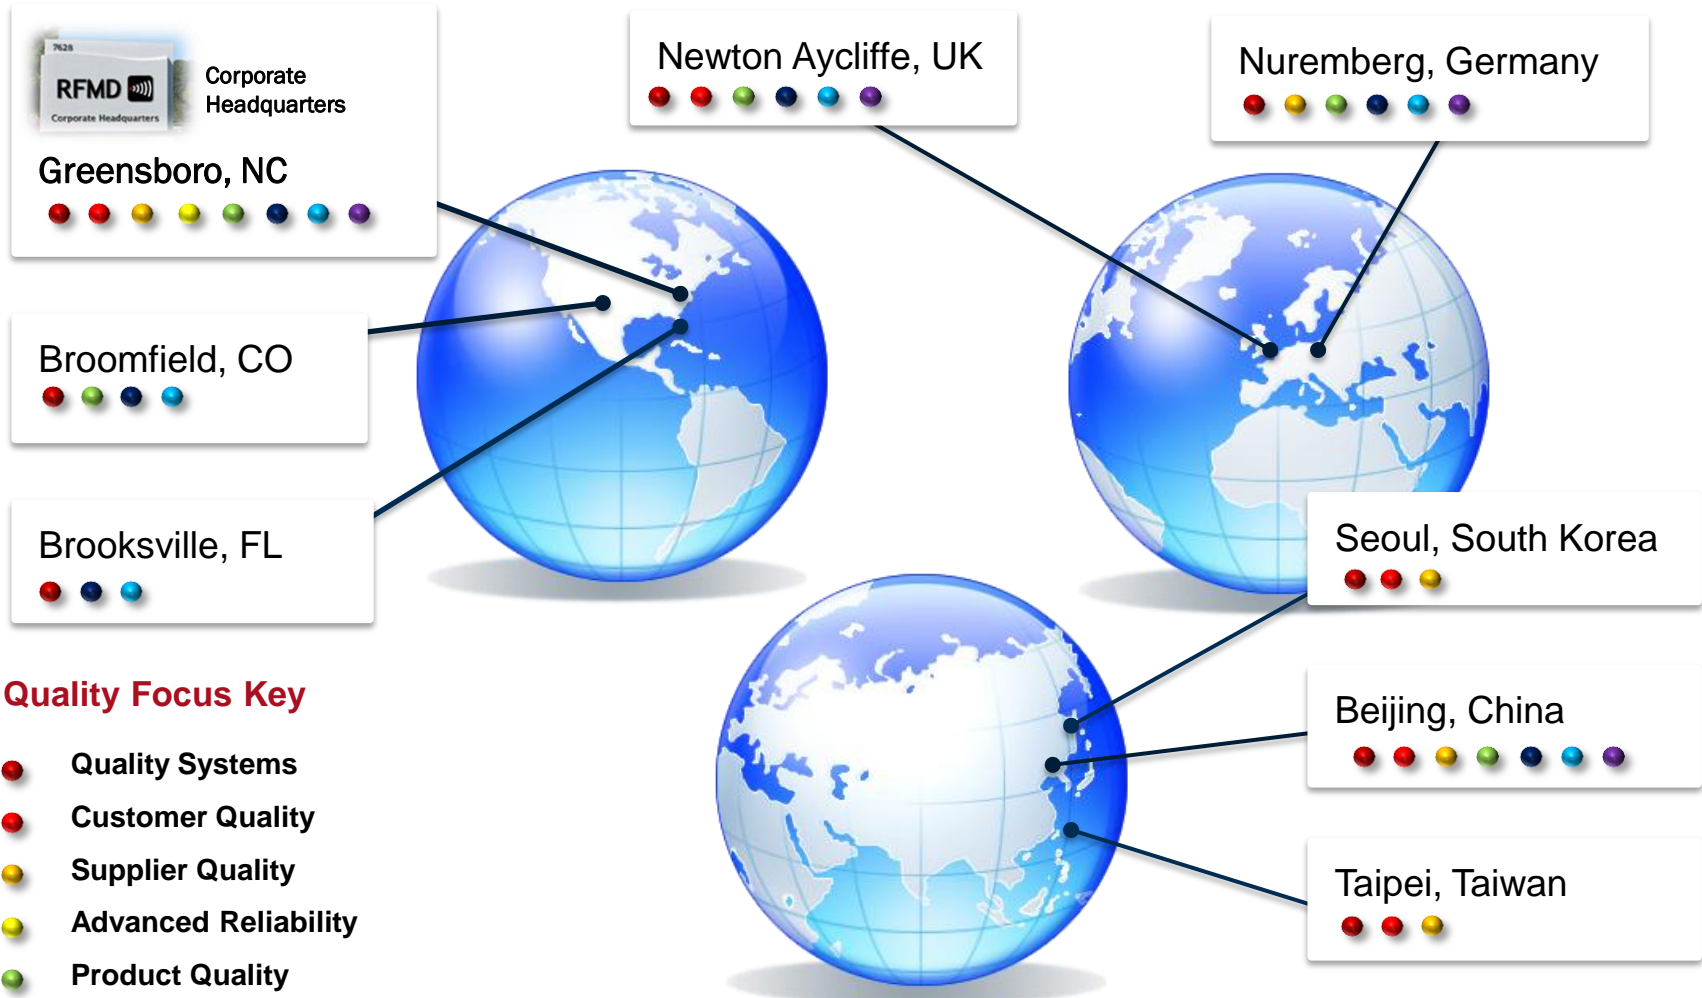 7628
RFMD
Corporate Headquarters
Corporate
Headquarters
Greensboro, NC
Newton Aycliffe, UK
Nuremberg, Germany
Broomfield, CO
Brooksville, FL
Seoul, South Korea
Beijing, China
Taipei, Taiwan
Quality Focus Key
Quality Systems
Customer Quality
Supplier Quality
Advanced Reliability
Product Quality